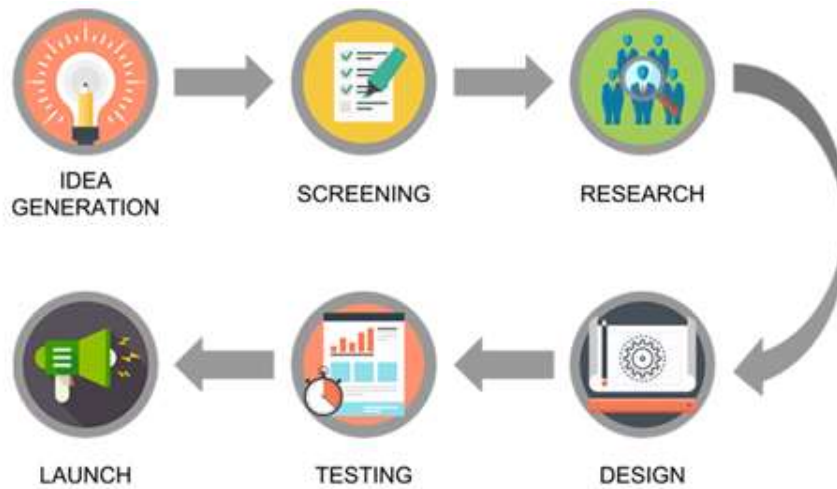 IDEA
GENERATION
SCREENING
RESEARCH
DESIGN
TESTING
LAUNCH